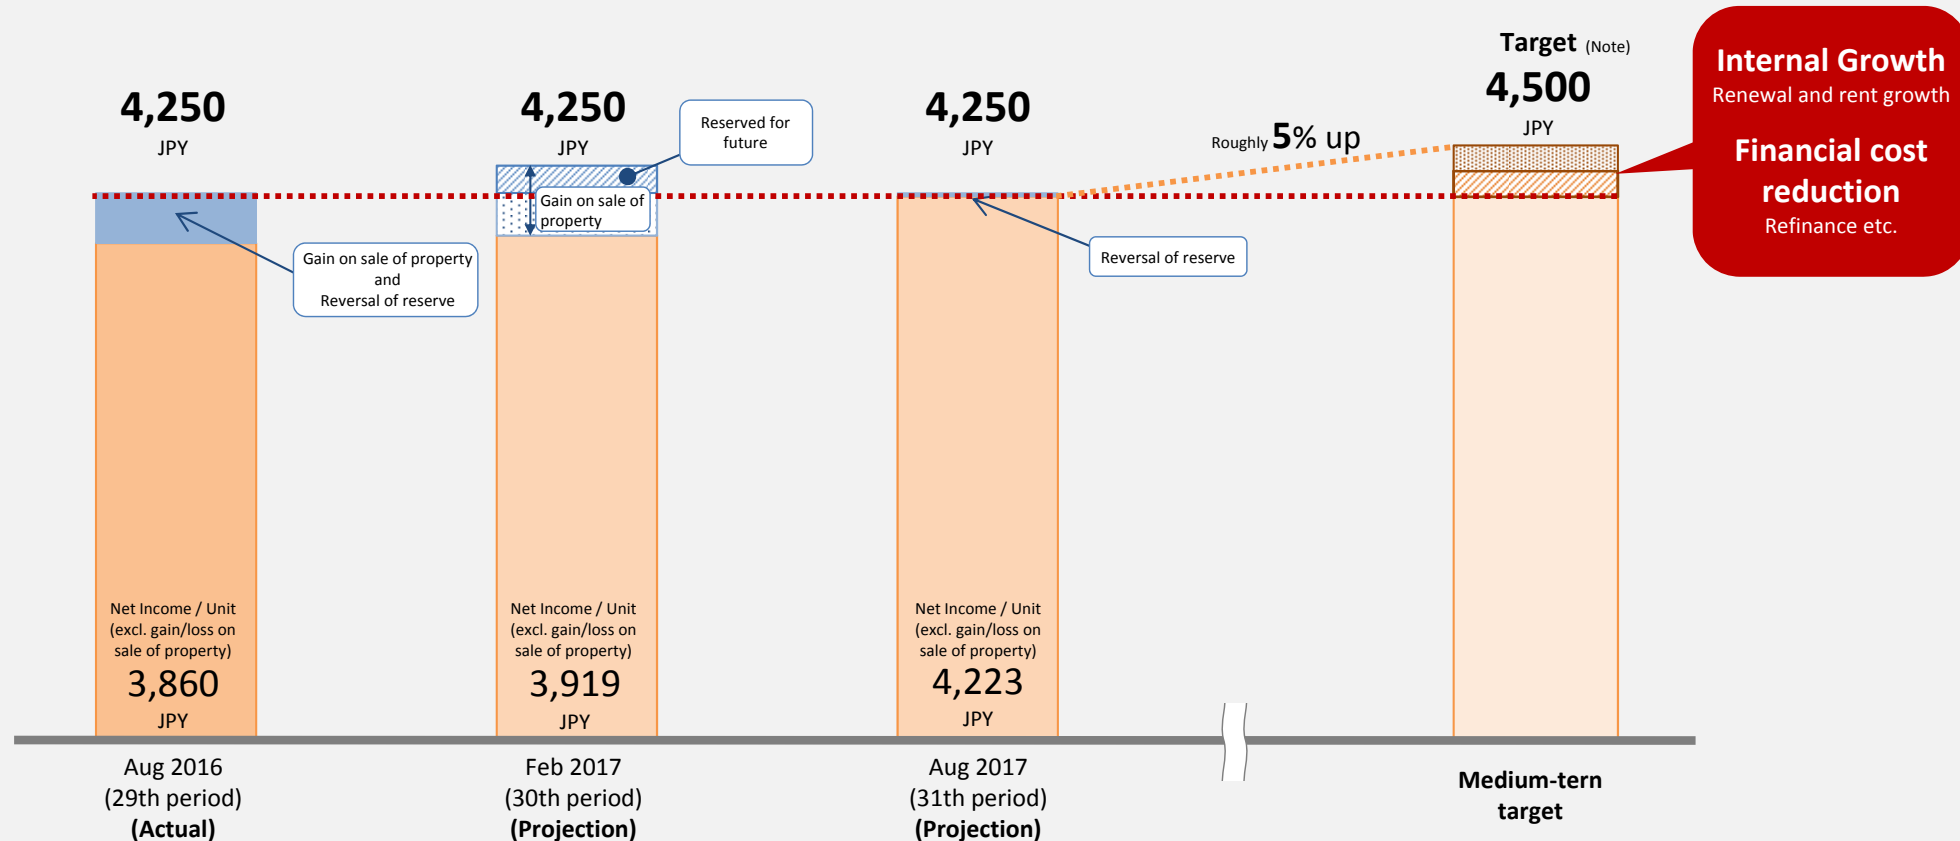 4,250
JPY
Gain on sale of property
and
Reversal of reserve
Net Income / Unit
(excl. gain/loss on
sale of property)
3,860
JPY
Aug 2016
(29th period)
(Actual)
4,250
JPY
Reserved for
future
Gain on sale of
property
Net Income / Unit
(excl. gain/loss on
sale of property)
3,919
JPY
Feb 2017
(30th period)
(Projection)
4,250
JPY
Reversal of reserve
Net Income / Unit
(excl. gain/loss on
sale of property)
4,223
JPY
Aug 2017
(31th period)
(Projection)
Roughly 5% up
Target (Note)
4,500
JPY
Medium-tern
target
Internal Growth
Renewal and rent growth
Financial cost
reduction
Refinance etc.